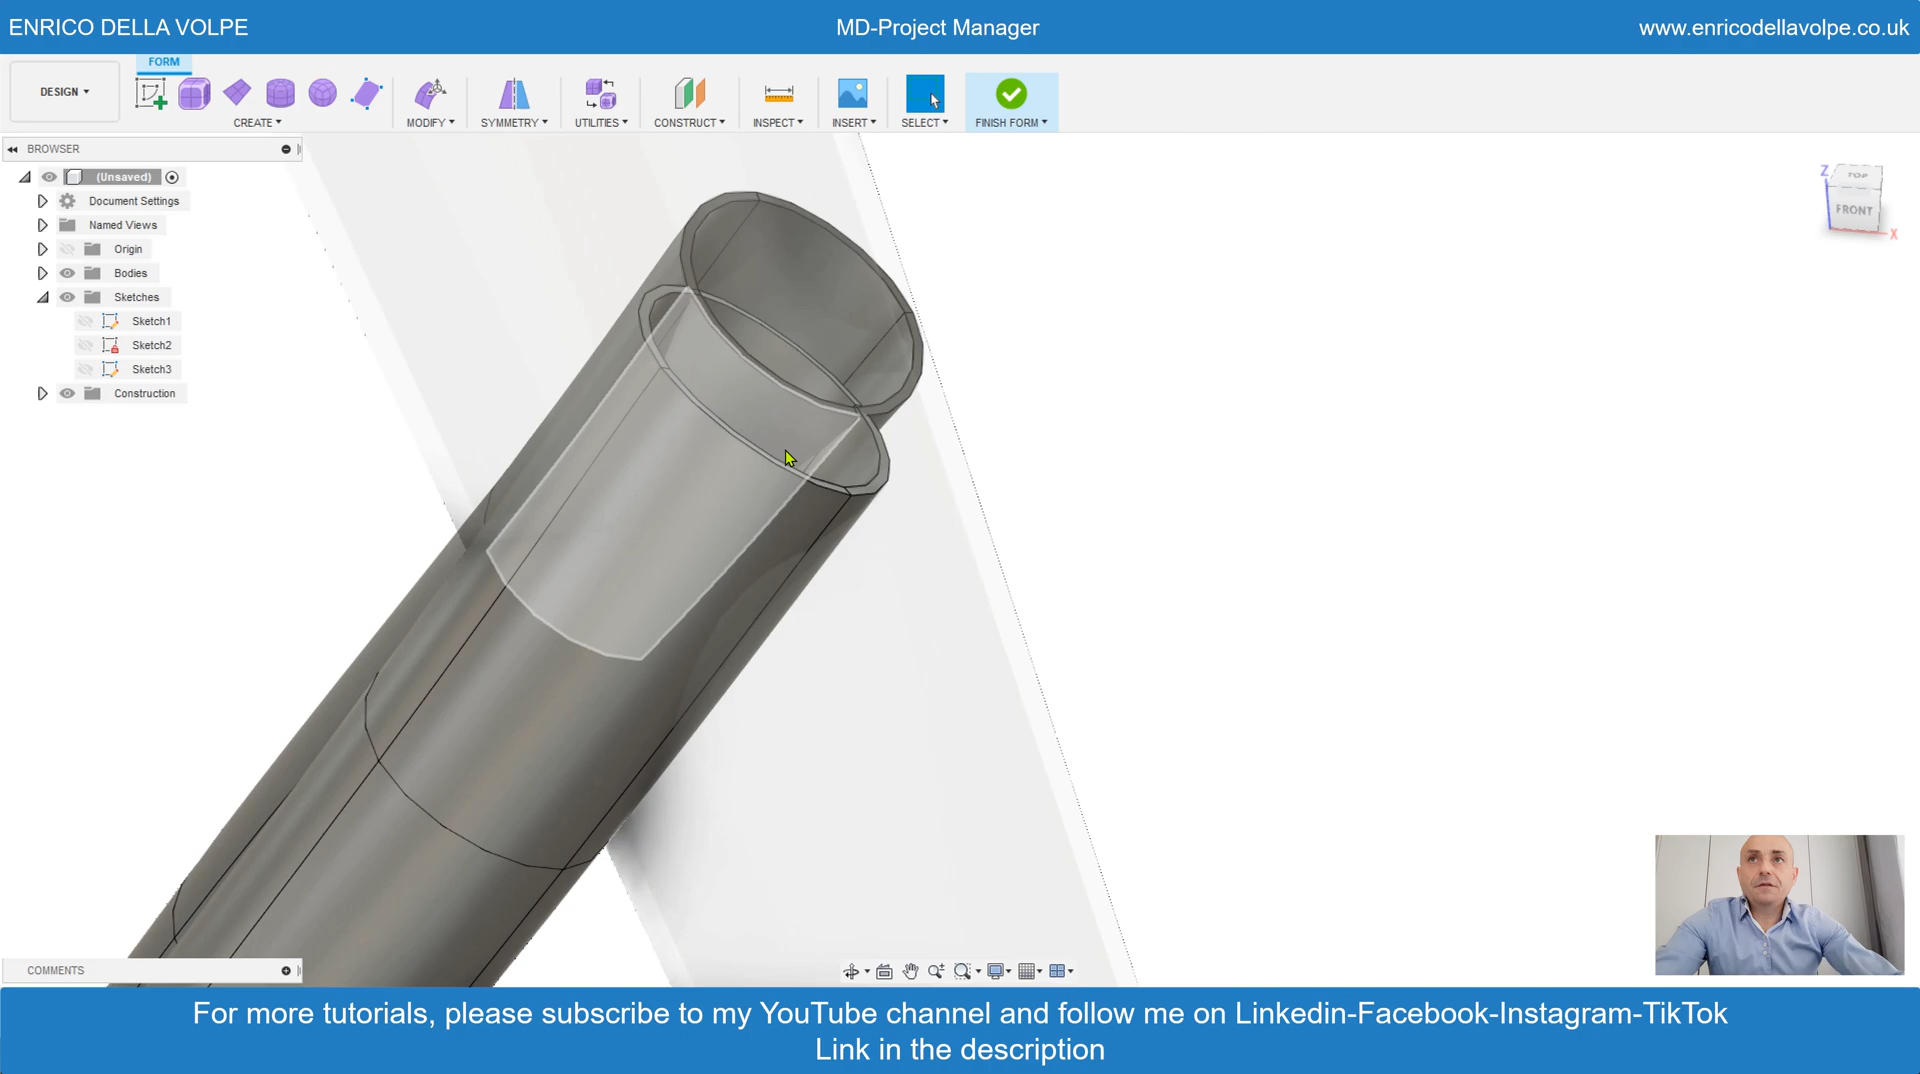 ENRICO DELLA VOLPE
MD-Project Manager
www.enricodellavolpe.co.uk
FORM
DESIGN
CREATE
MODIFY
SYMMETRY
UTILITIES
CONSTRUCT
INSPECT
INSERT
SELECT
FINISH FORM
BROWSER
(Unsaved)
Document Settings
Named Views
Origin
Bodies
Sketches
Sketch1
Sketch2
Sketch3
Construction
Z
TOP
FRONT
X
COMMENTS
For more tutorials, please subscribe to my YouTube channel and follow me on Linkedin-Facebook-Instagram-TikTok
Link in the description